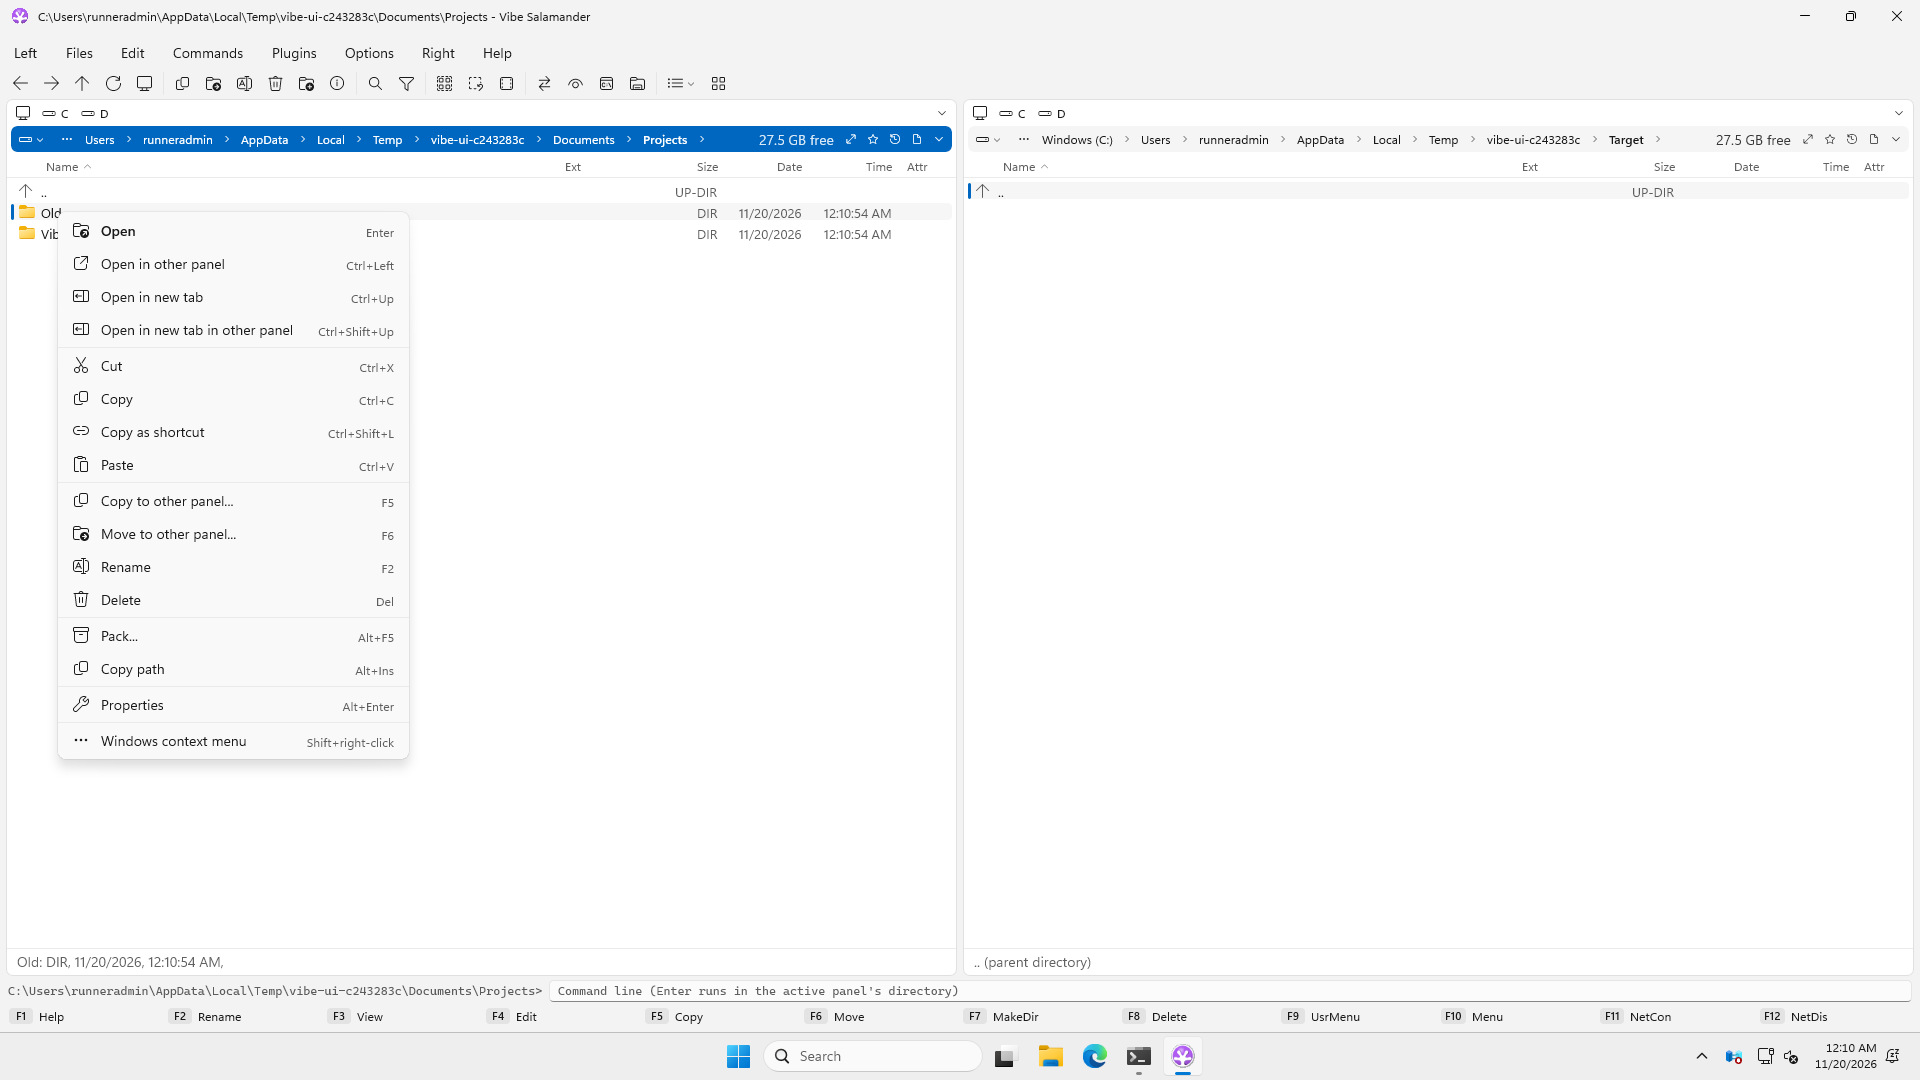 C:\Users\runneradmin\AppData\Local\Temp\vibe-ui-c243283c\Documents\Projects - Vibe Salamander
Left Files Edit Commands Plugins Options Right Help
C D
C D
... Users runneradmin AppData Local Temp vibe-ui-c243283c Documents Projects 27.5 GB free
... Windows (C:) Users runneradmin AppData Local Temp vibe-ui-c243283c Target 27.5 GB free
Name Ext Size Date Time Attr
Name Ext Size Date Time Attr
.. UP-DIR
.. UP-DIR
Old DIR 11/20/2026 12:10:54 AM
Vib DIR 11/20/2026 12:10:54 AM
Open Enter
Open in other panel Ctrl+Left
Open in new tab Ctrl+Up
Open in new tab in other panel Ctrl+Shift+Up
Cut Ctrl+X
Copy Ctrl+C
Copy as shortcut Ctrl+Shift+L
Paste Ctrl+V
Copy to other panel... F5
Move to other panel... F6
Rename F2
Delete Del
Pack... Alt+F5
Copy path Alt+Ins
Properties Alt+Enter
Windows context menu Shift+right-click
Old: DIR, 11/20/2026, 12:10:54 AM,
.. (parent directory)
C:\Users\runneradmin\AppData\Local\Temp\vibe-ui-c243283c\Documents\Projects> Command line (Enter runs in the active panel's directory)
F1 Help F2 Rename F3 View F4 Edit F5 Copy F6 Move F7 MakeDir F8 Delete F9 UsrMenu F10 Menu F11 NetCon F12 NetDis
Search
12:10 AM
11/20/2026